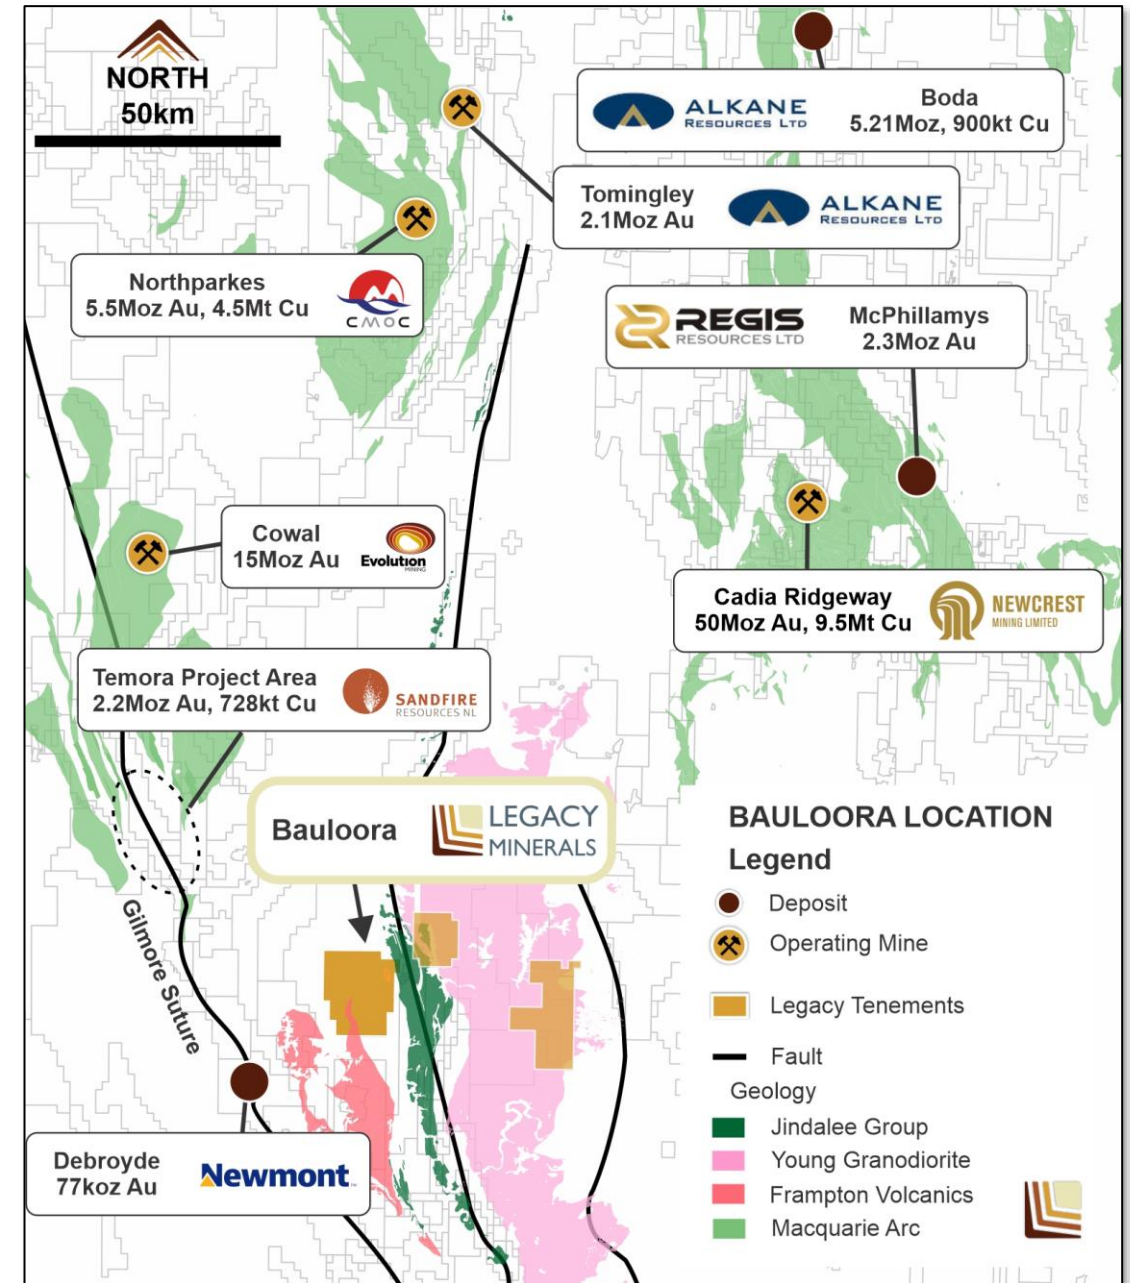 NORTH
50km
ALKANE
RESOURCES LTD
Boda
5.21Moz, 900kt Cu
Tomingley
2.1Moz Au
ALKANE
RESOURCES LTD
Northparkes
5.5Moz Au, 4.5Mt Cu
CMOC
REGIS
RESOURCES LTD
McPhillamys
2.3Moz Au
Cowal
15Moz Au
Evolution
MINING
Cadia Ridgeway
50Moz Au, 9.5Mt Cu
NEWCREST
MINING LIMITED
Temora Project Area
2.2Moz Au, 728kt Cu
SANDFIRE
RESOURCES NL
Bauloora
LEGACY
MINERALS
Gilmore Suture
Debroyde
77koz Au
Newmont
BAULOORA LOCATION
Legend
Deposit
Operating Mine
Legacy Tenements
Fault
Geology
Jindalee Group
Young Granodiorite
Frampton Volcanics
Macquarie Arc